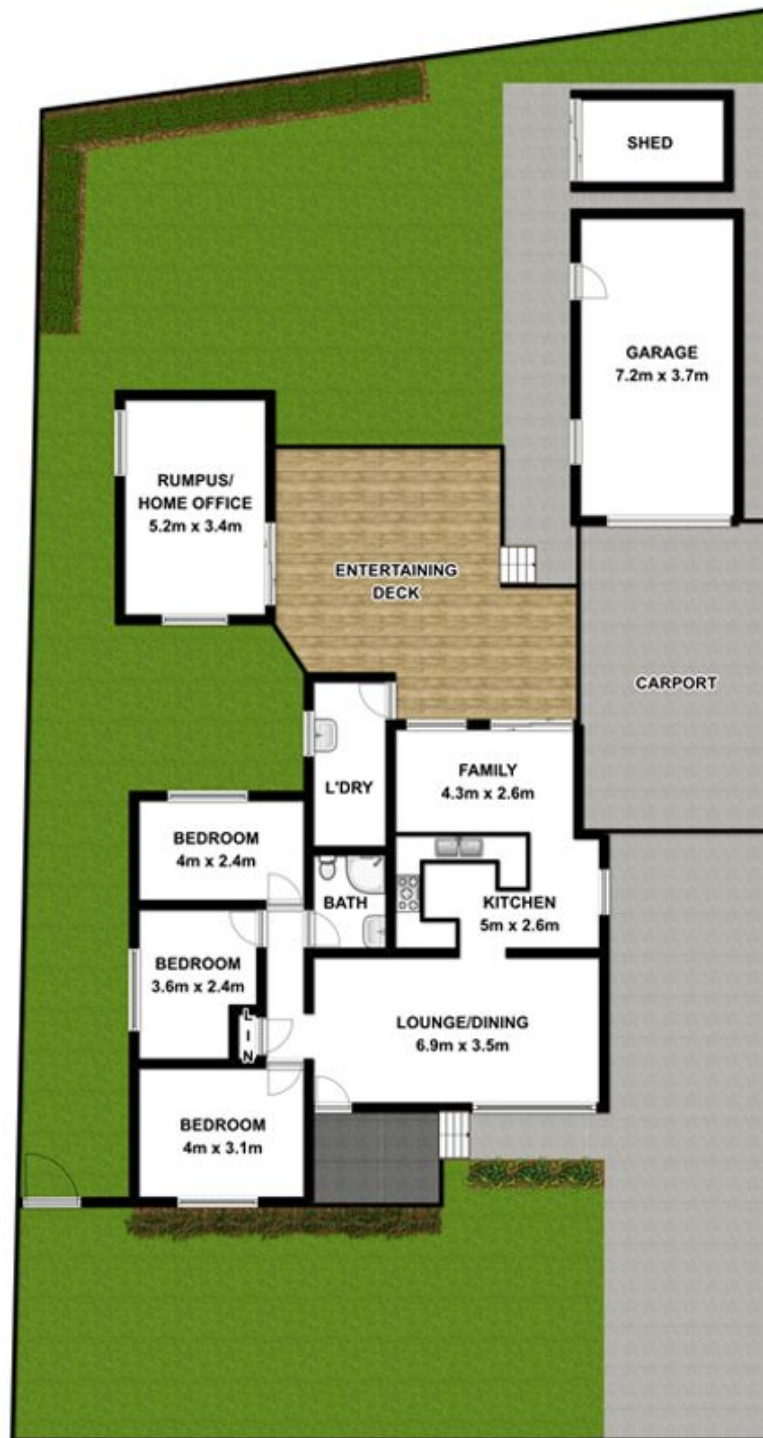 SHED
GARAGE
7.2m x 3.7m
RUMPUS/
HOME OFFICE
5.2m x 3.4m
ENTERTAINING
DECK
CARPORT
FAMILY
4.3m x 2.6m
L'DRY
BEDROOM
4m x 2.4m
BATH
KITCHEN
5m x 2.6m
BEDROOM
3.6m x 2.4m
LIN
LOUNGE/DINING
6.9m x 3.5m
BEDROOM
4m x 3.1m